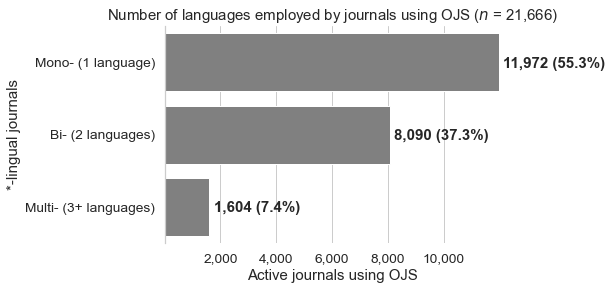 Number of languages employed by journals using OJS (n = 21,666)
*-lingual journals
Mono- (1 language)
11,972 (55.3%)
Bi- (2 languages)
8,090 (37.3%)
Multi- (3+ languages)
1,604 (7.4%)
2,000 4,000 6,000 8,000 10,000
Active journals using OJS